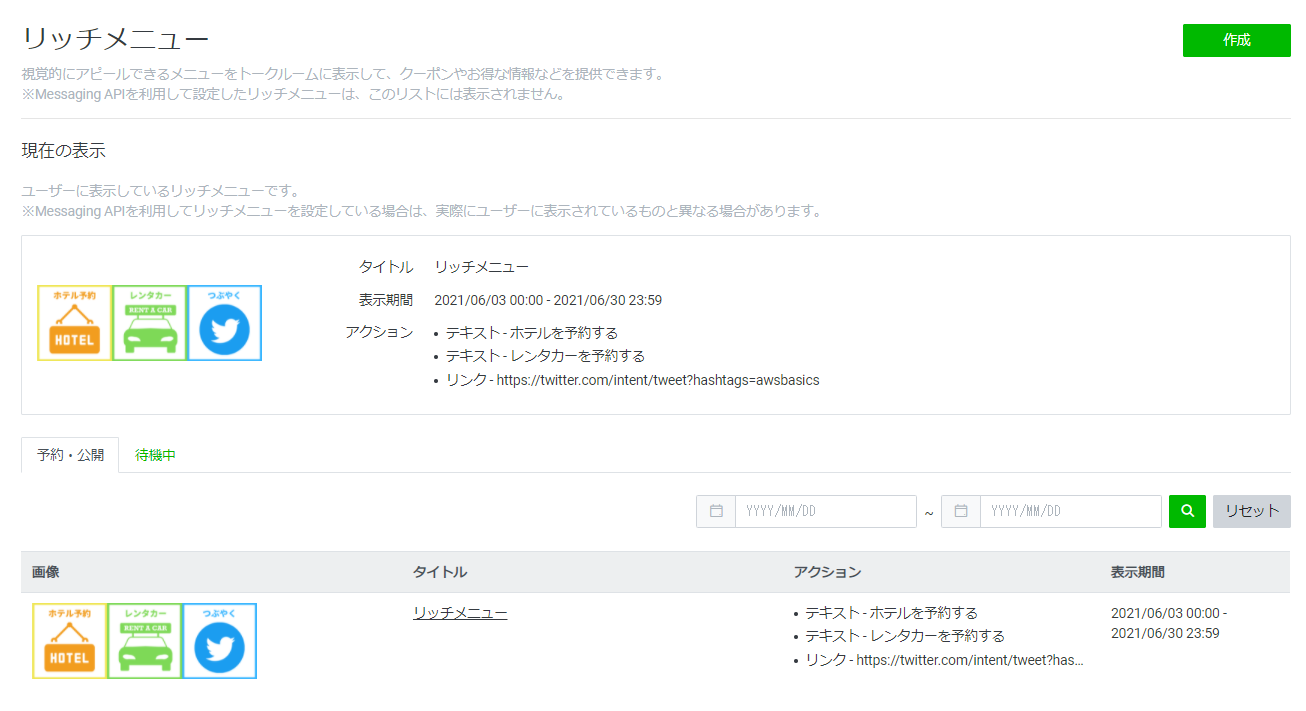 リッチメニュー
作成
視覚的にアピールできるメニューをトークルームに表示して、クーポンやお得な情報などを提供できます。
※Messaging APIを利用して設定したリッチメニューは、このリストには表示されません。
現在の表示
ユーザーに表示しているリッチメニューです。
※Messaging APIを利用してリッチメニューを設定している場合は、実際にユーザーに表示されているものと異なる場合があります。
ホテル予約 レンタカー つぶやく
RENT A CAR
HOTEL
タイトル リッチメニュー
表示期間 2021/06/03 00:00 - 2021/06/30 23:59
アクション • テキスト - ホテルを予約する
• テキスト - レンタカーを予約する
• リンク - https://twitter.com/intent/tweet?hashtags=awsbasics
予約・公開 待機中
YYYY/MM/DD ~ YYYY/MM/DD リセット
画像 タイトル アクション 表示期間
ホテル予約 レンタカー つぶやく
RENT A CAR
HOTEL
リッチメニュー
• テキスト - ホテルを予約する
• テキスト - レンタカーを予約する
• リンク - https://twitter.com/intent/tweet?has...
2021/06/03 00:00 -
2021/06/30 23:59